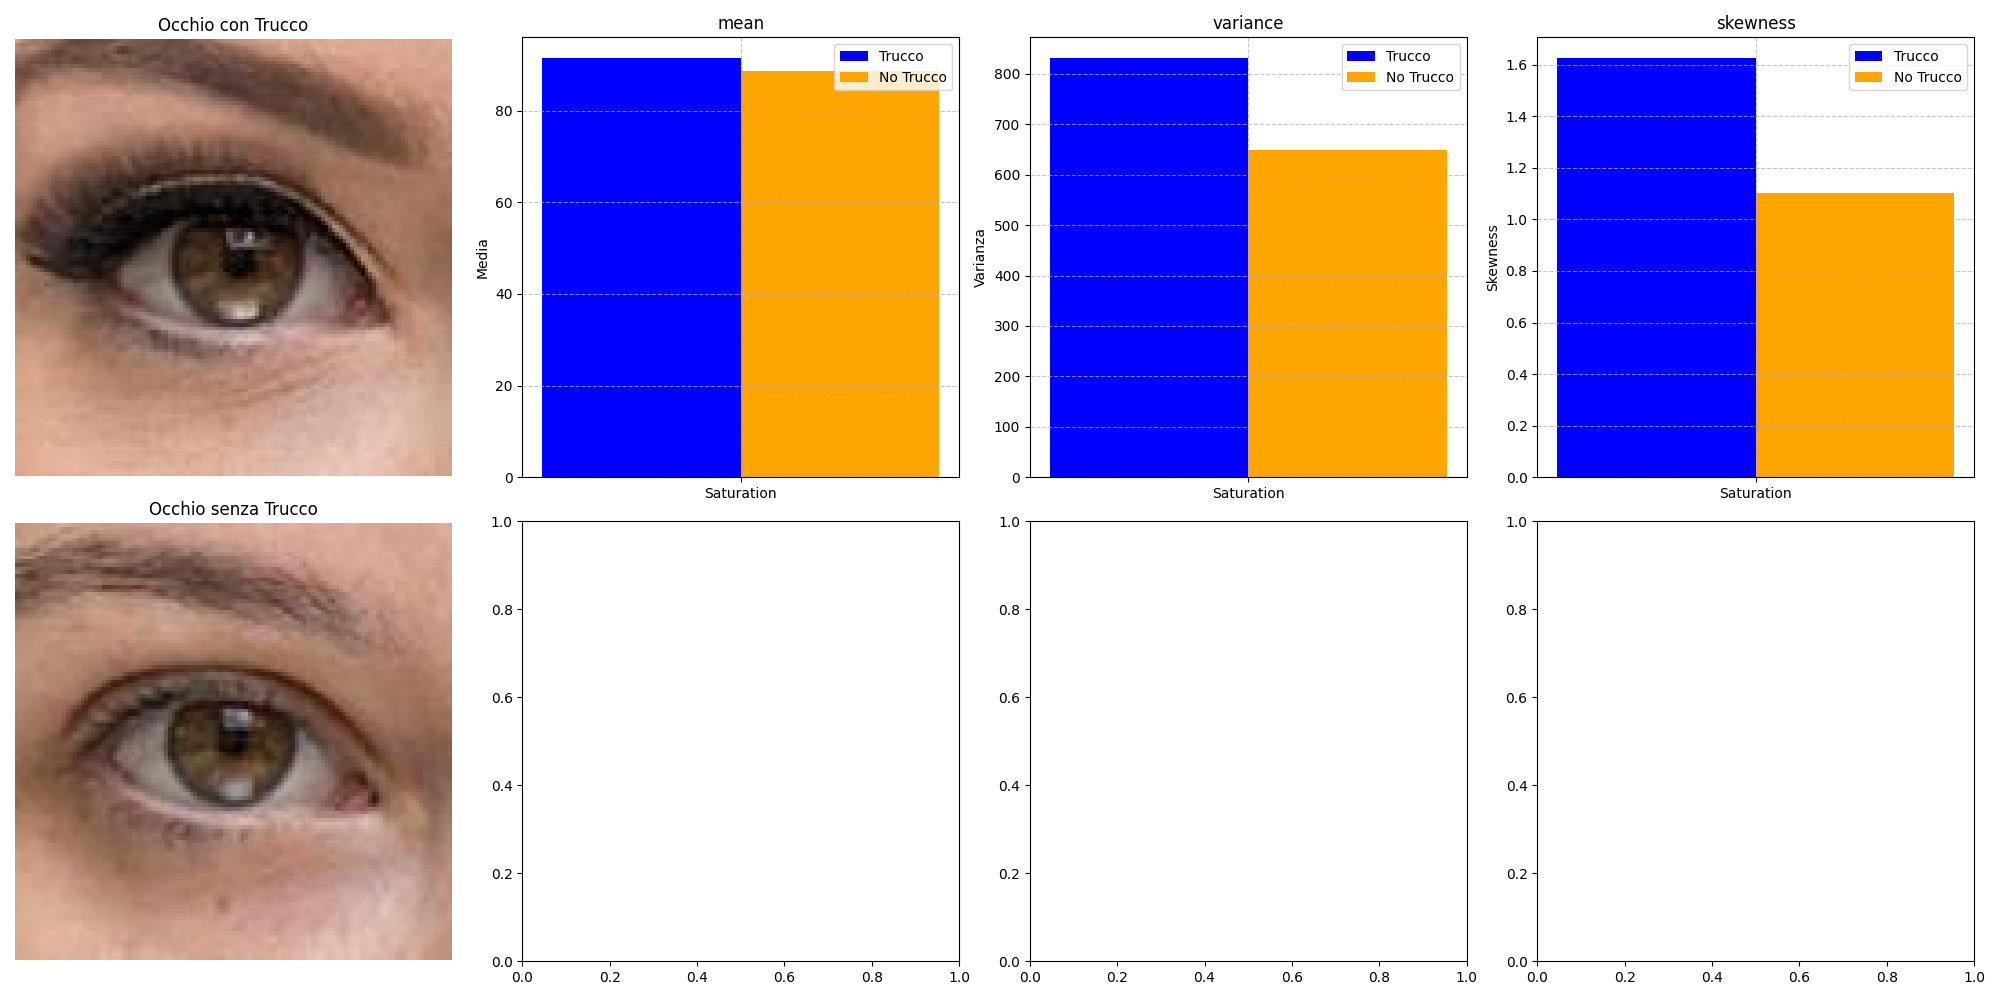 Occhio con Trucco
mean
Media
80
60
40
20
0
Saturation
Trucco
No Trucco
variance
Varianza
800
700
600
500
400
300
200
100
0
Saturation
Trucco
No Trucco
skewness
Skewness
1.6
1.4
1.2
1.0
0.8
0.6
0.4
0.2
0.0
Saturation
Trucco
No Trucco
Occhio senza Trucco
1.0
0.8
0.6
0.4
0.2
0.0
0.0 0.2 0.4 0.6 0.8 1.0
1.0
0.8
0.6
0.4
0.2
0.0
0.0 0.2 0.4 0.6 0.8 1.0
1.0
0.8
0.6
0.4
0.2
0.0
0.0 0.2 0.4 0.6 0.8 1.0